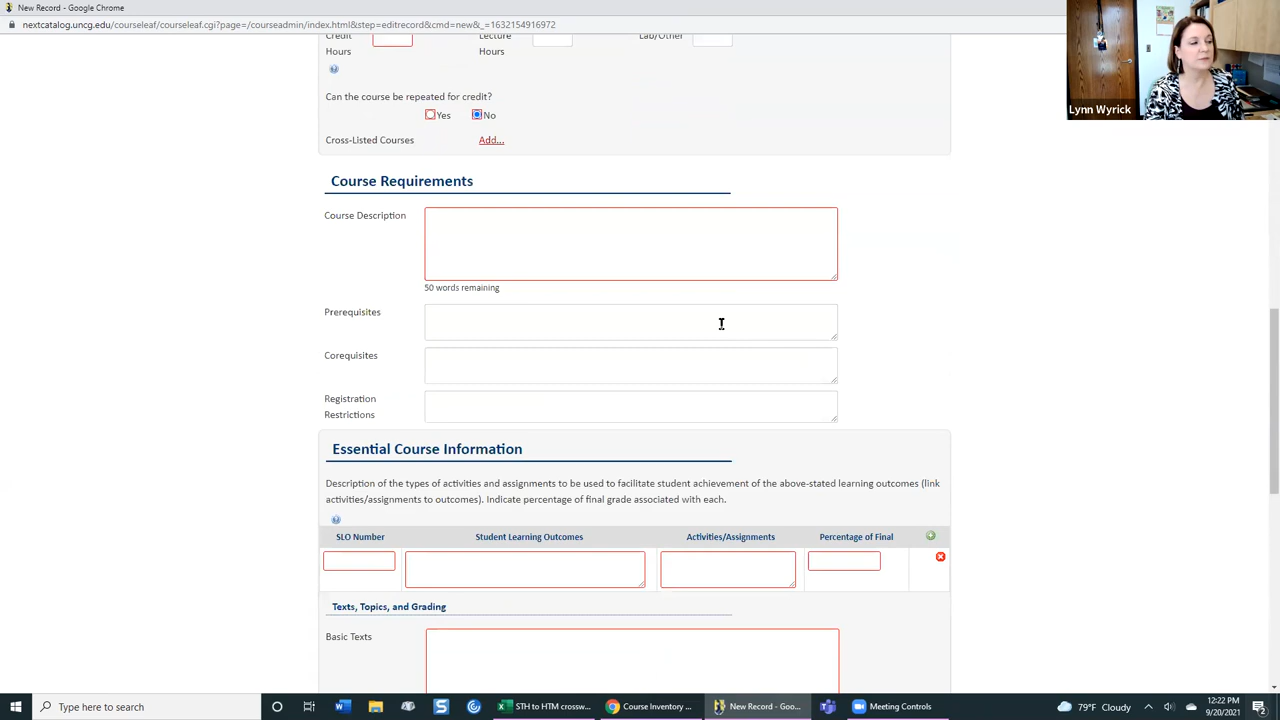 New Record - Google Chrome
nextcatalog.uncg.edu/courseleaf/courseleaf.cgi?page=/courseadmin/index.html&step=editrecord&cmd=new&_=1632154916972
Credit Lecture Lab/Other
Hours Hours
Can the course be repeated for credit?
Yes No
Cross-Listed Courses Add...
Course Requirements
Course Description
50 words remaining
Prerequisites
Corequisites
Registration
Restrictions
Essential Course Information
Description of the types of activities and assignments to be used to facilitate student achievement of the above-stated learning outcomes (link
activities/assignments to outcomes). Indicate percentage of final grade associated with each.
SLO Number Student Learning Outcomes Activities/Assignments Percentage of Final
Texts, Topics, and Grading
Basic Texts
Lynn Wyrick
Type here to search
STH to HTM crossw...
Course Inventory ...
New Record - Goo...
Meeting Controls
79°F Cloudy
12:22 PM
9/20/2021
2